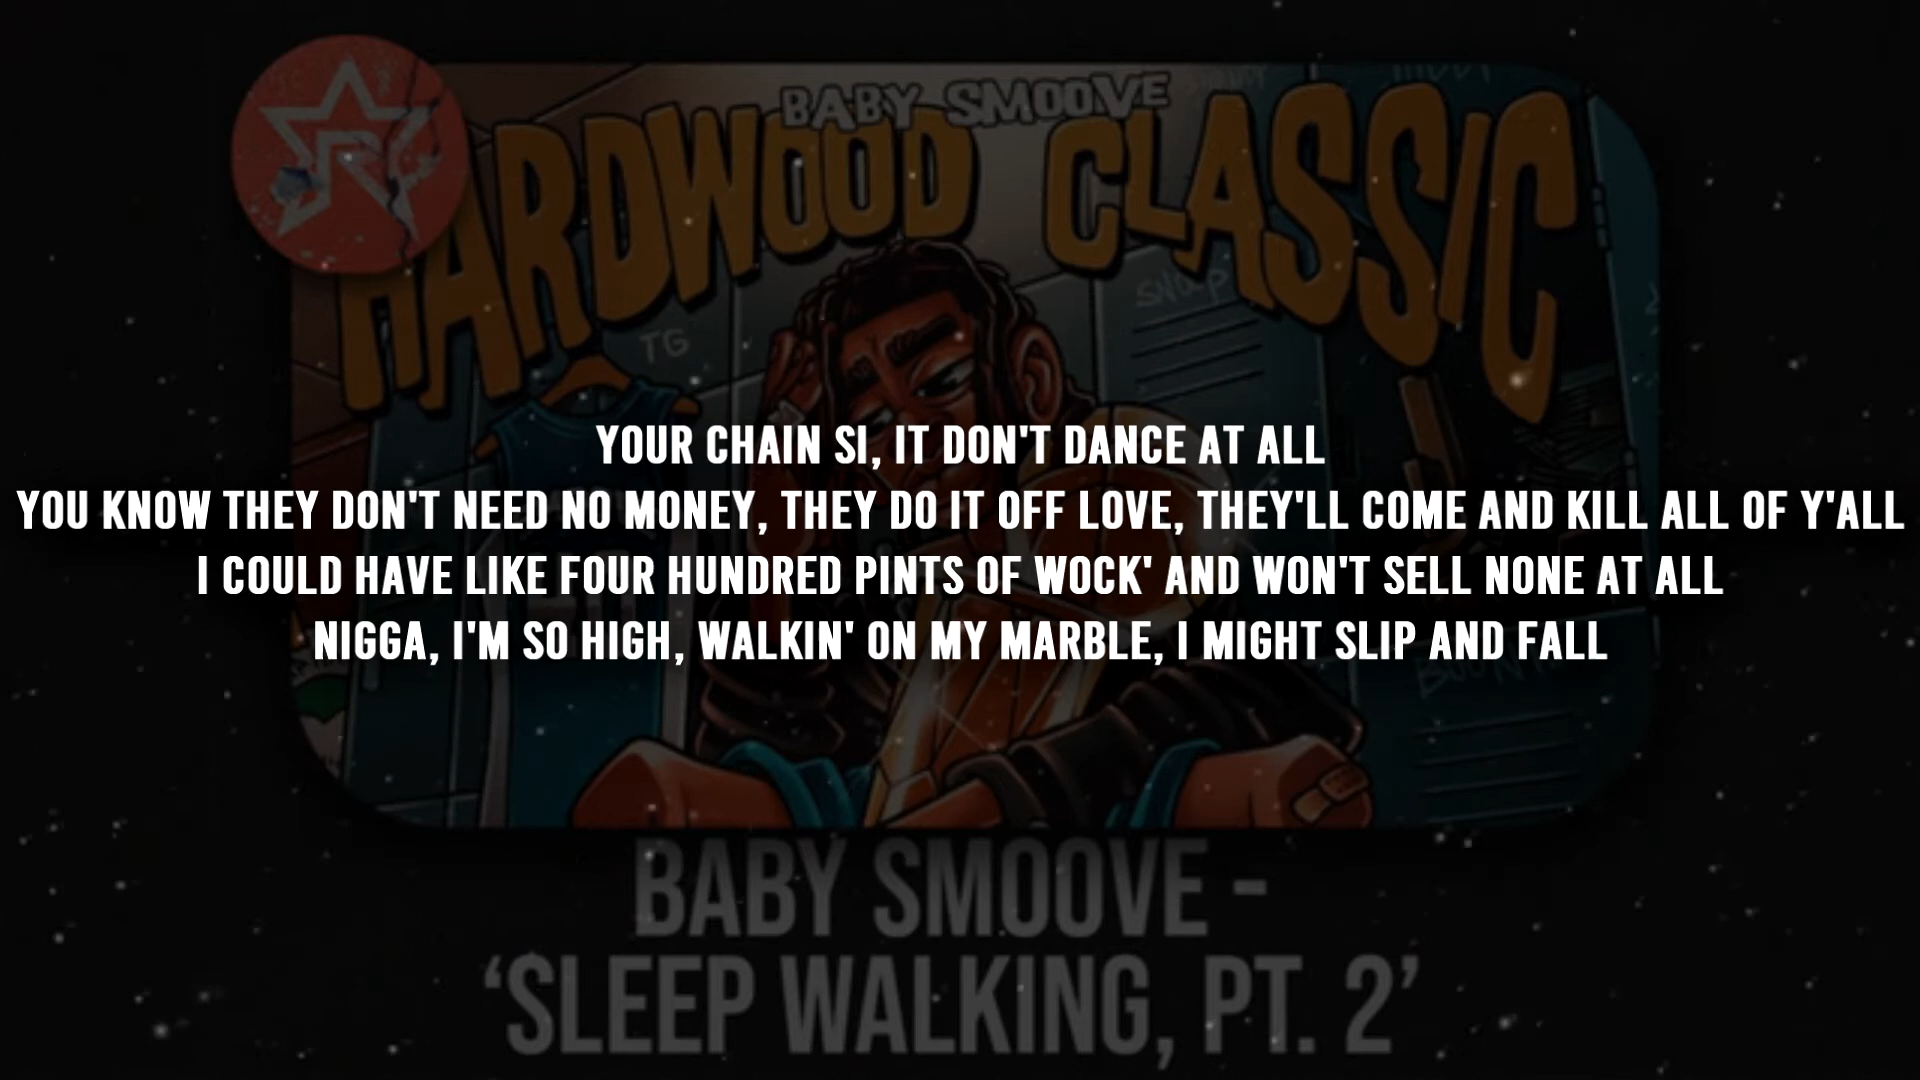 BABY SMOOVE
HARDWOOD CLASSIC
TG
YOUR CHAIN SI, IT DON'T DANCE AT ALL
YOU KNOW THEY DON'T NEED NO MONEY, THEY DO IT OFF LOVE, THEY'LL COME AND KILL ALL OF Y'ALL
I COULD HAVE LIKE FOUR HUNDRED PINTS OF WOCK' AND WON'T SELL NONE AT ALL
NIGGA, I'M SO HIGH, WALKIN' ON MY MARBLE, I MIGHT SLIP AND FALL
BABY SMOOVE -
‘SLEEP WALKING, PT. 2’